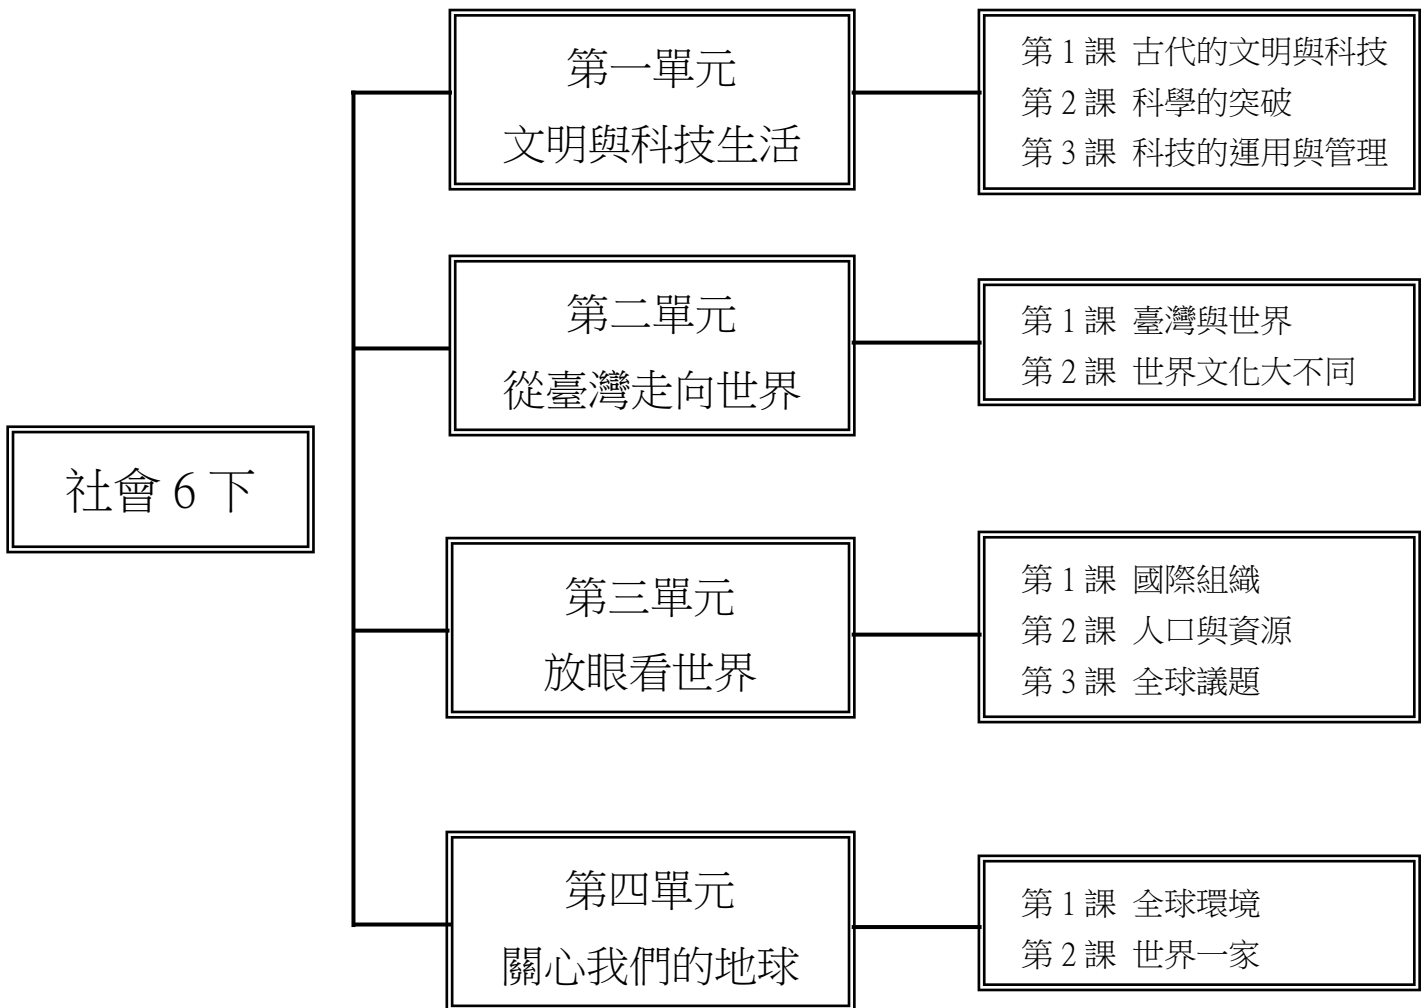 社會6下
第一單元
文明與科技生活
第1課 古代的文明與科技
第2課 科學的突破
第3課 科技的運用與管理
第二單元
從臺灣走向世界
第1課 臺灣與世界
第2課 世界文化大不同
第三單元
放眼看世界
第1課 國際組織
第2課 人口與資源
第3課 全球議題
第四單元
關心我們的地球
第1課 全球環境
第2課 世界一家